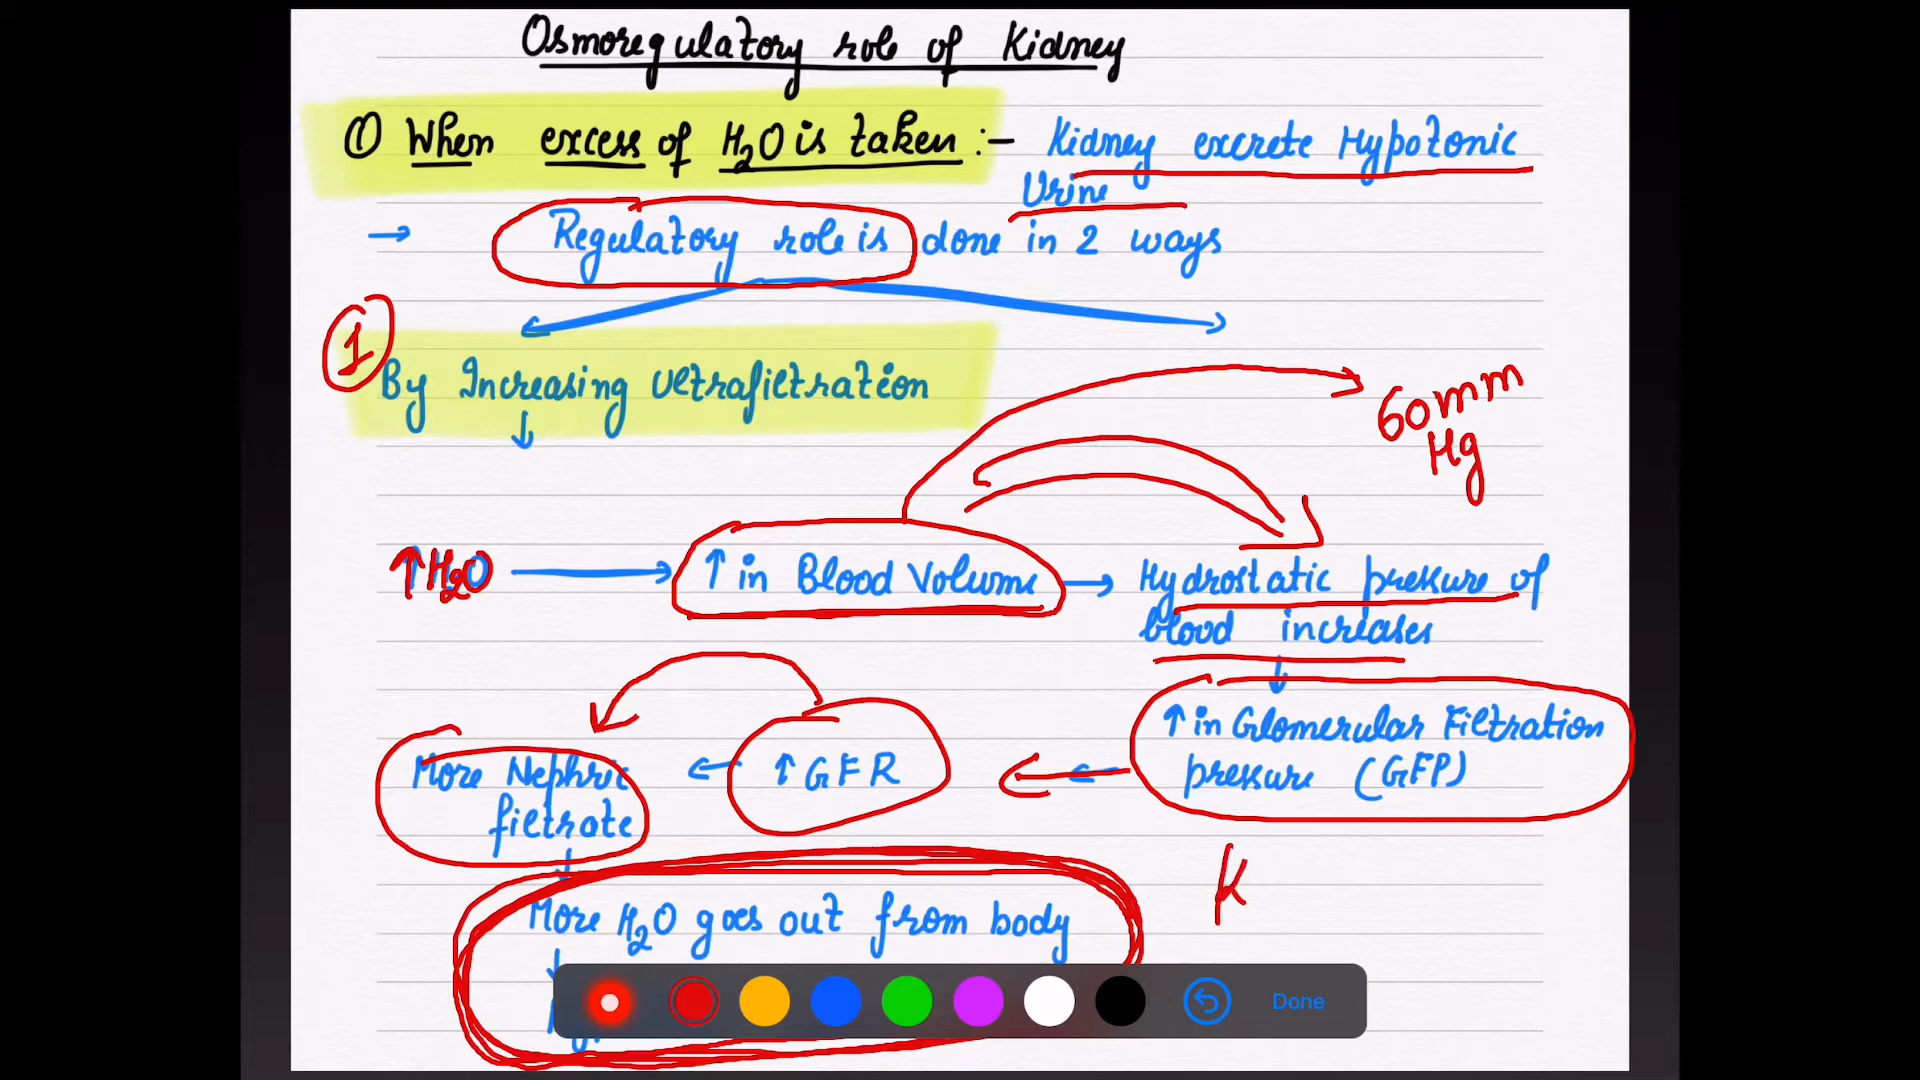 Osmoregulatory role of Kidney
① When excess of H₂O is taken :- Kidney excrete Hypotonic
Urine
→ Regulatory role is done in 2 ways
1
By Increasing Ultrafiltration
↓
60mm
Hg
↑H₂O → ↑ in Blood Volume → Hydrostatic pressure of
blood increases
↓
↑ in Glomerular Filtration
pressure (GFP)
More Nephric ← ↑ GFR ←
filtrate
↓
K
More H₂O goes out from body
↓
Done